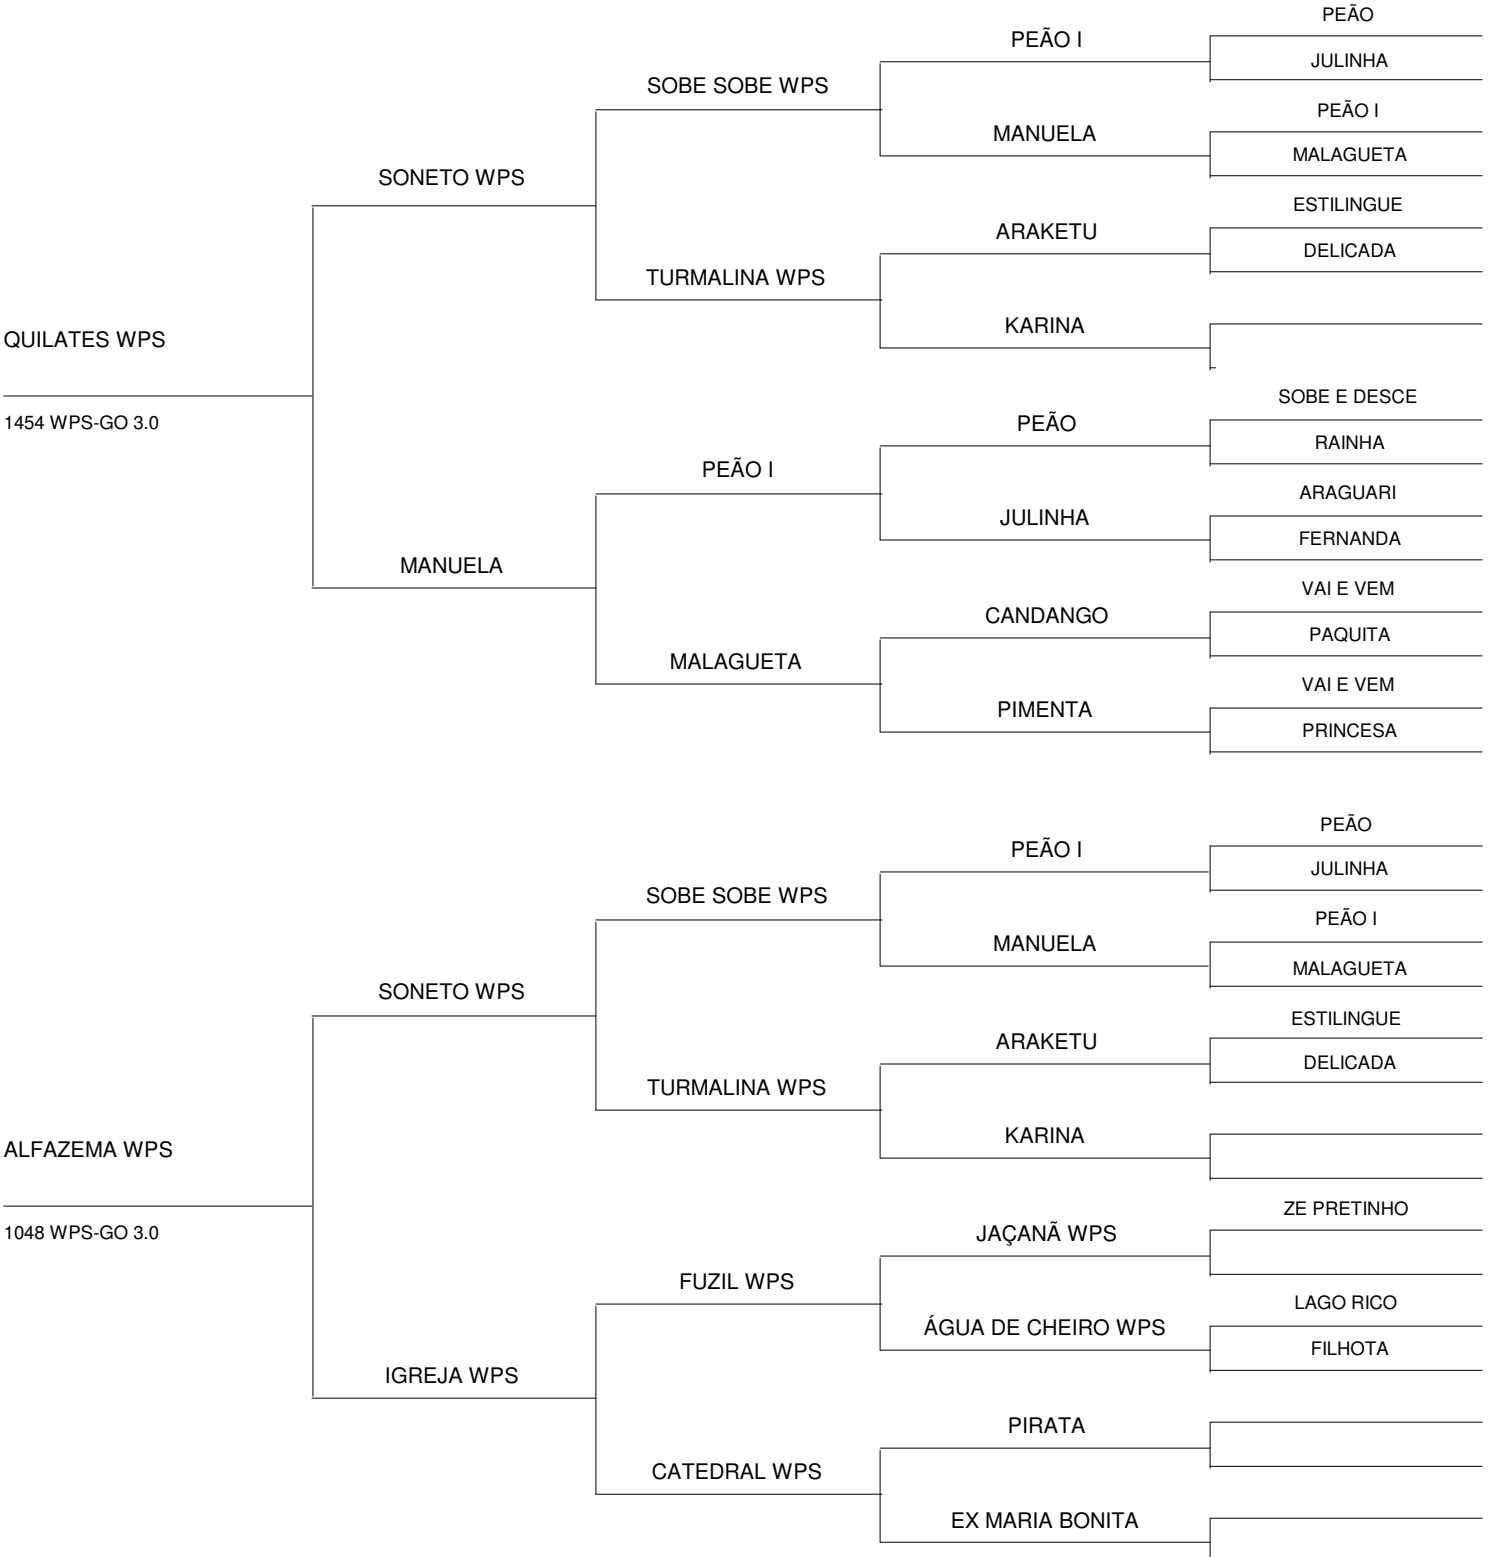 PEÃO
PEÃO I
JULINHA
SOBE SOBE WPS
PEÃO I
MANUELA
MALAGUETA
SONETO WPS
ESTILINGUE
ARAKETU
DELICADA
TURMALINA WPS
KARINA
QUILATES WPS
SOBE E DESCE
1454 WPS-GO 3.0
PEÃO
RAINHA
PEÃO I
ARAGUARI
JULINHA
FERNANDA
MANUELA
VAI E VEM
CANDANGO
PAQUITA
MALAGUETA
VAI E VEM
PIMENTA
PRINCESA
PEÃO
PEÃO I
JULINHA
SOBE SOBE WPS
PEÃO I
MANUELA
MALAGUETA
SONETO WPS
ESTILINGUE
ARAKETU
DELICADA
TURMALINA WPS
KARINA
ALFAZEMA WPS
ZE PRETINHO
1048 WPS-GO 3.0
JAÇANÃ WPS
FUZIL WPS
LAGO RICO
ÁGUA DE CHEIRO WPS
FILHOTA
IGREJA WPS
PIRATA
CATEDRAL WPS
EX MARIA BONITA